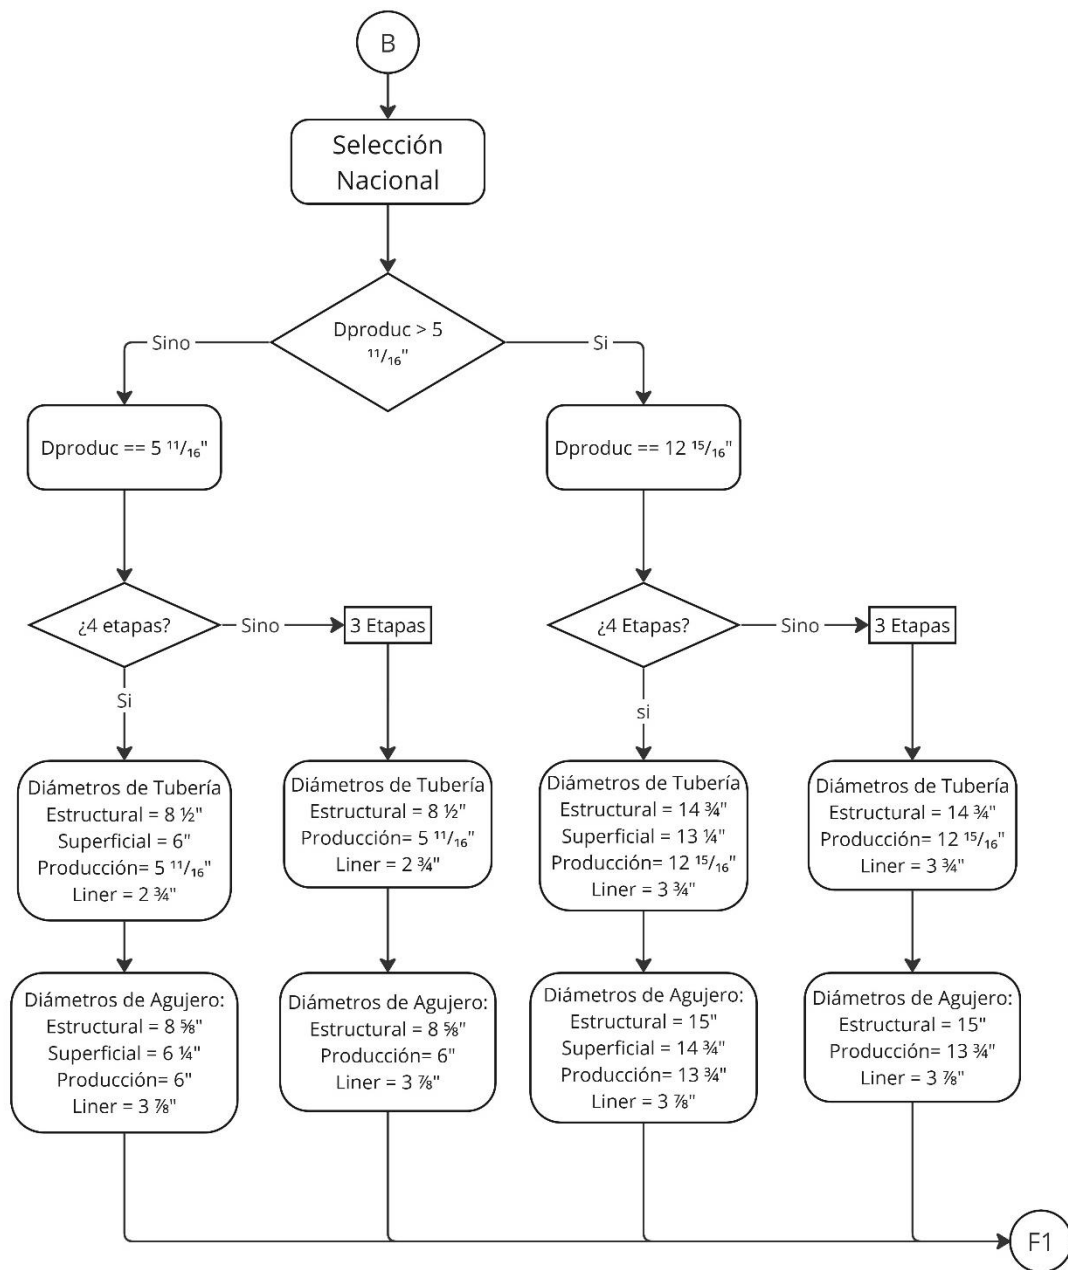 B
Selección
Nacional
Dproduc > 5
¹¹/₁₆"
Sino
Si
Dproduc == 5 ¹¹/₁₆"
Dproduc == 12 ¹⁵/₁₆"
¿4 etapas?
Sino
3 Etapas
¿4 Etapas?
Sino
3 Etapas
Si
si
Diámetros de Tubería
Estructural = 8 ½"
Superficial = 6"
Producción= 5 ¹¹/₁₆"
Liner = 2 ¾"
Diámetros de Tubería
Estructural = 8 ½"
Producción= 5 ¹¹/₁₆"
Liner = 2 ¾"
Diámetros de Tubería
Estructural = 14 ¾"
Superficial = 13 ¼"
Producción= 12 ¹⁵/₁₆"
Liner = 3 ¾"
Diámetros de Tubería
Estructural = 14 ¾"
Producción= 12 ¹⁵/₁₆"
Liner = 3 ¾"
Diámetros de Agujero:
Estructural = 8 ⅝"
Superficial = 6 ¼"
Producción= 6"
Liner = 3 ⅞"
Diámetros de Agujero:
Estructural = 8 ⅝"
Producción= 6"
Liner = 3 ⅞"
Diámetros de Agujero:
Estructural = 15"
Superficial = 14 ¾"
Producción= 13 ¾"
Liner = 3 ⅞"
Diámetros de Agujero:
Estructural = 15"
Producción= 13 ¾"
Liner = 3 ⅞"
F1